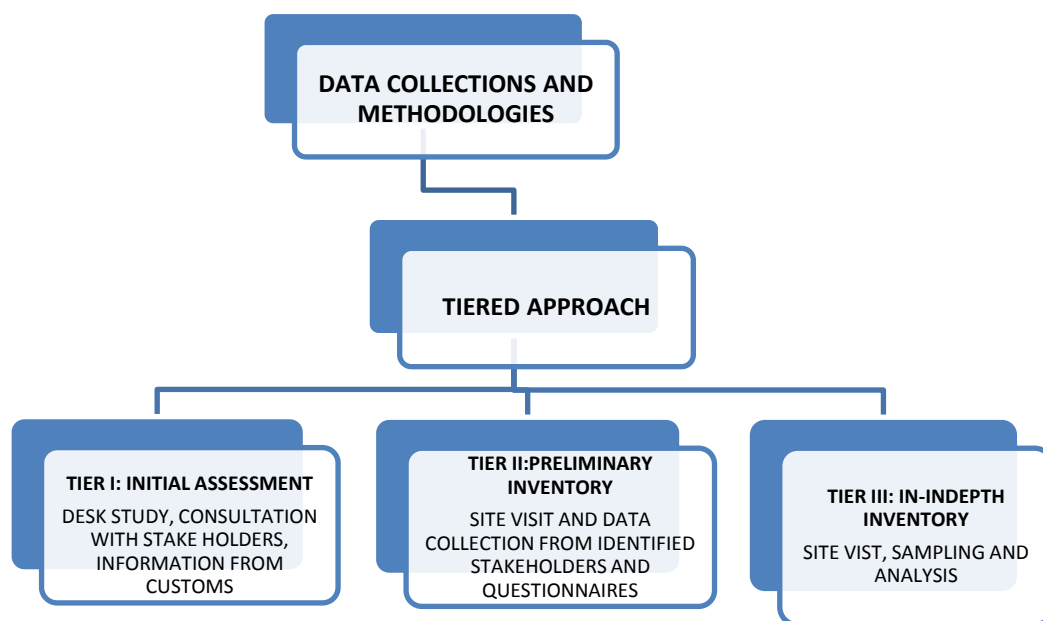 DATA COLLECTIONS AND
METHODOLOGIES
TIERED APPROACH
TIER I: INITIAL ASSESSMENT
DESK STUDY, CONSULTATION
WITH STAKE HOLDERS,
INFORMATION FROM
CUSTOMS
TIER II:PRELIMINARY
INVENTORY
SITE VISIT AND DATA
COLLECTION FROM IDENTIFIED
STAKEHOLDERS AND
QUESTIONNAIRES
TIER III: IN-INDEPTH
INVENTORY
SITE VIST, SAMPLING AND
ANALYSIS